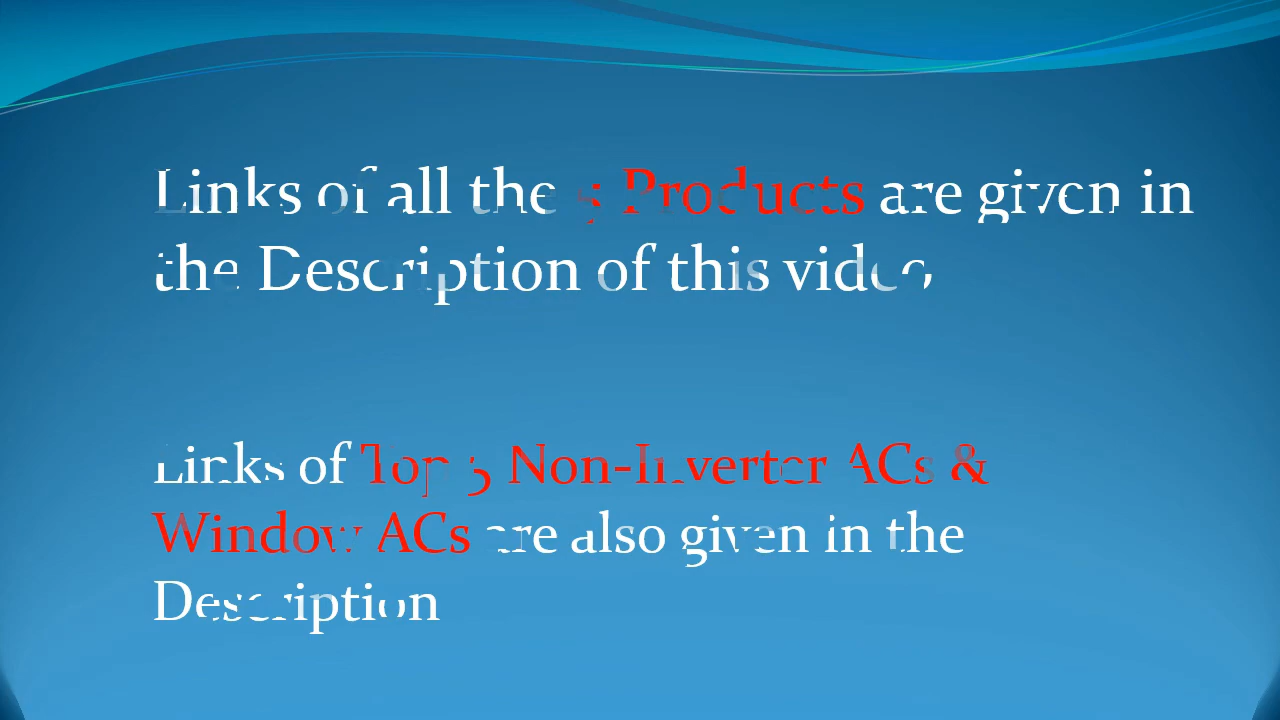 Links of all the 5 Products are given in
the Description of this video
Links of Top 5 Non-Inverter ACs &
Window ACs are also given in the
Description